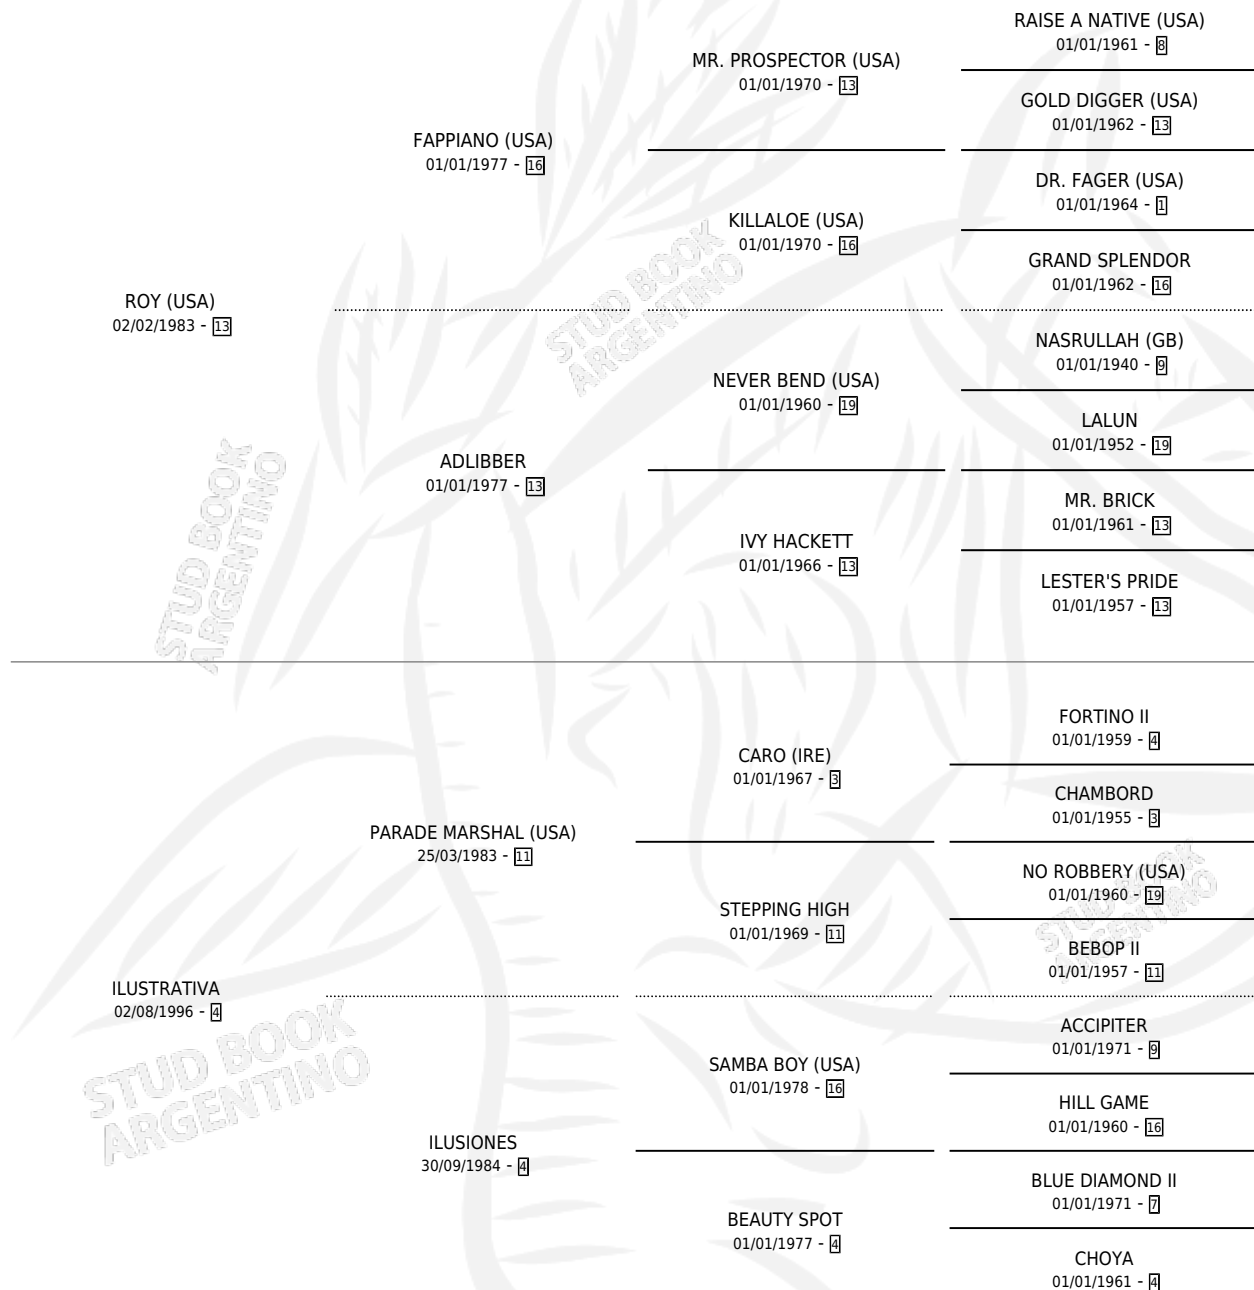 RAISE A NATIVE (USA)
01/01/1961 - 8
MR. PROSPECTOR (USA)
01/01/1970 - 13
GOLD DIGGER (USA)
01/01/1962 - 13
FAPPIANO (USA)
01/01/1977 - 16
DR. FAGER (USA)
01/01/1964 - 1
KILLALOE (USA)
01/01/1970 - 16
GRAND SPLENDOR
01/01/1962 - 16
ROY (USA)
02/02/1983 - 13
NASRULLAH (GB)
01/01/1940 - 9
NEVER BEND (USA)
01/01/1960 - 19
LALUN
01/01/1952 - 19
ADLIBBER
01/01/1977 - 13
MR. BRICK
01/01/1961 - 13
IVY HACKETT
01/01/1966 - 13
LESTER'S PRIDE
01/01/1957 - 13
FORTINO II
01/01/1959 - 4
CARO (IRE)
01/01/1967 - 3
CHAMBORD
01/01/1955 - 3
PARADE MARSHAL (USA)
25/03/1983 - 11
NO ROBBERY (USA)
01/01/1960 - 19
STEPPING HIGH
01/01/1969 - 11
BEBOP II
01/01/1957 - 11
ILUSTRATIVA
02/08/1996 - 4
ACCIPITER
01/01/1971 - 9
SAMBA BOY (USA)
01/01/1978 - 16
HILL GAME
01/01/1960 - 16
ILUSIONES
30/09/1984 - 4
BLUE DIAMOND II
01/01/1971 - 7
BEAUTY SPOT
01/01/1977 - 4
CHOYA
01/01/1961 - 4
STUD BOOK
ARGENTINO
STUD BOOK
ARGENTINO
STUD BOOK
ARGENTINO
STUD BOOK
ARGENTINO